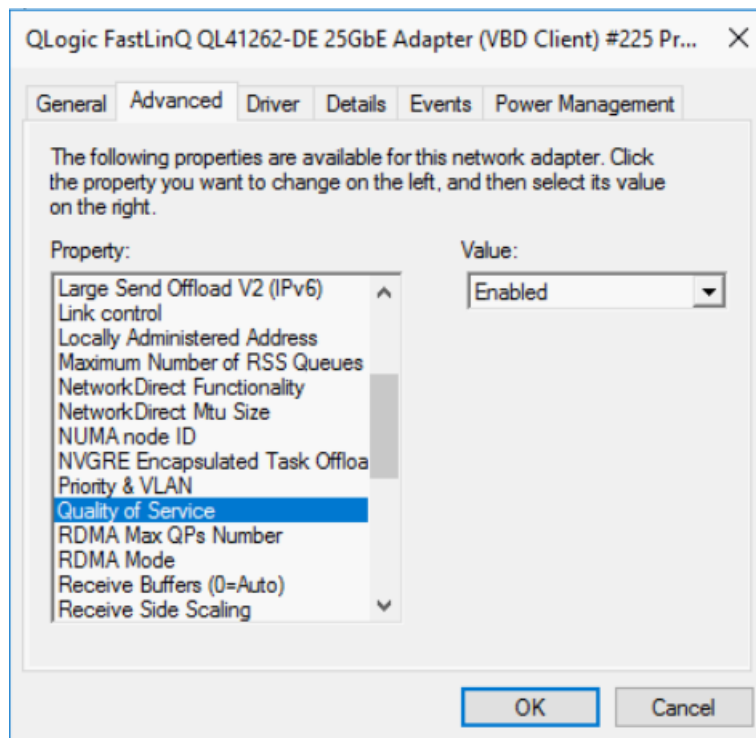 QLogic FastLinQ QL41262-DE 25GbE Adapter (VBD Client) #225 Pr...
General Advanced Driver Details Events Power Management
The following properties are available for this network adapter. Click
the property you want to change on the left, and then select its value
on the right.
Property:
Value:
Large Send Offload V2 (IPv6)
Link control
Locally Administered Address
Maximum Number of RSS Queues
NetworkDirect Functionality
NetworkDirect Mtu Size
NUMA node ID
NVGRE Encapsulated Task Offloa
Priority & VLAN
Quality of Service
RDMA Max QPs Number
RDMA Mode
Receive Buffers (0=Auto)
Receive Side Scaling
Enabled
OK Cancel